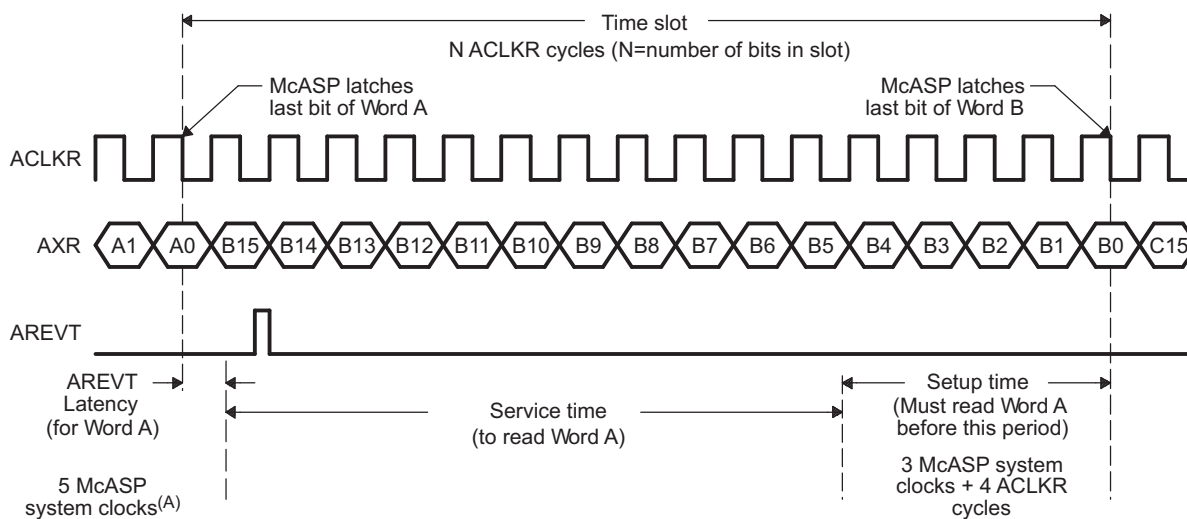 Time slot
N ACLKR cycles (N=number of bits in slot)
McASP latches
last bit of Word A
McASP latches
last bit of Word B
ACLKR
AXR A1 A0 B15 B14 B13 B12 B11 B10 B9 B8 B7 B6 B5 B4 B3 B2 B1 B0 C15
AREVT
AREVT
Latency
(for Word A)
Service time
(to read Word A)
Setup time
(Must read Word A
before this period)
5 McASP
system clocks(A)
3 McASP system
clocks + 4 ACLKR
cycles